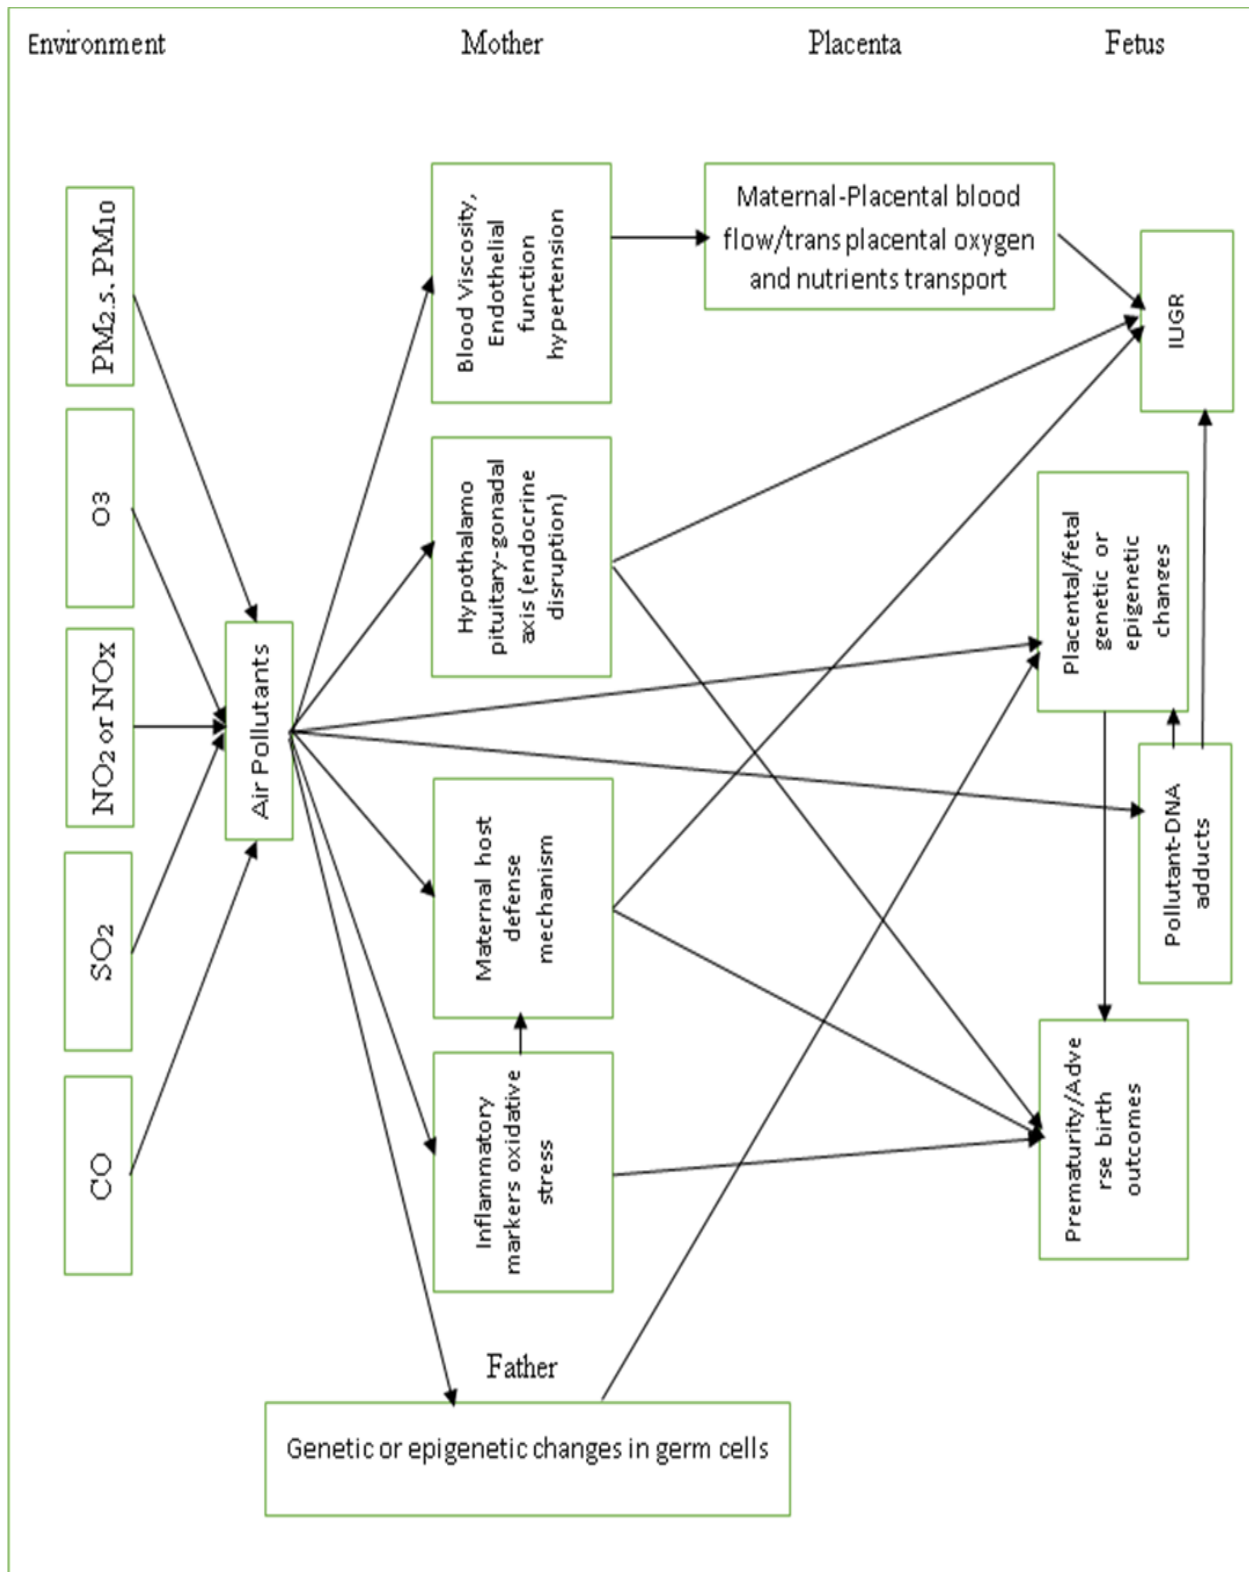 Environment
Mother
Placenta
Fetus
PM2.5. PM10
O3
NO2 or NOx
SO2
CO
Air Pollutants
Blood Viscosity,
Endothelial
function
hypertension
Hypothalamo
pituitary-gonadal
axis (endocrine
disruption)
Maternal host
defense
mechanism
Inflammatory
markers oxidative
stress
Father
Genetic or epigenetic changes in germ cells
Maternal-Placental blood
flow/trans placental oxygen
and nutrients transport
IUGR
Placental/fetal
genetic or
epigenetic
changes
Pollutant-DNA
adducts
Prematurity/Adve
rse birth
outcomes